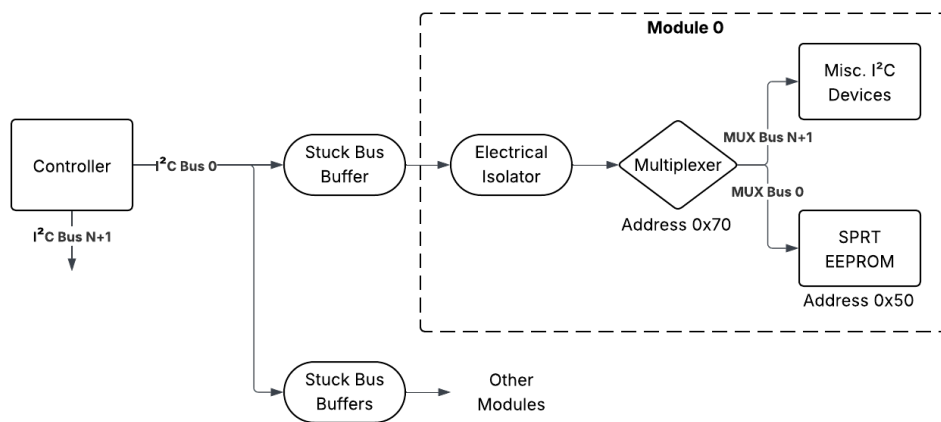 Module 0
Misc. I²C
Devices
Controller
I²C Bus 0
Stuck Bus
Buffer
Electrical
Isolator
Multiplexer
MUX Bus N+1
MUX Bus 0
Address 0x70
I²C Bus N+1
SPRT
EEPROM
Address 0x50
Stuck Bus
Buffers
Other
Modules